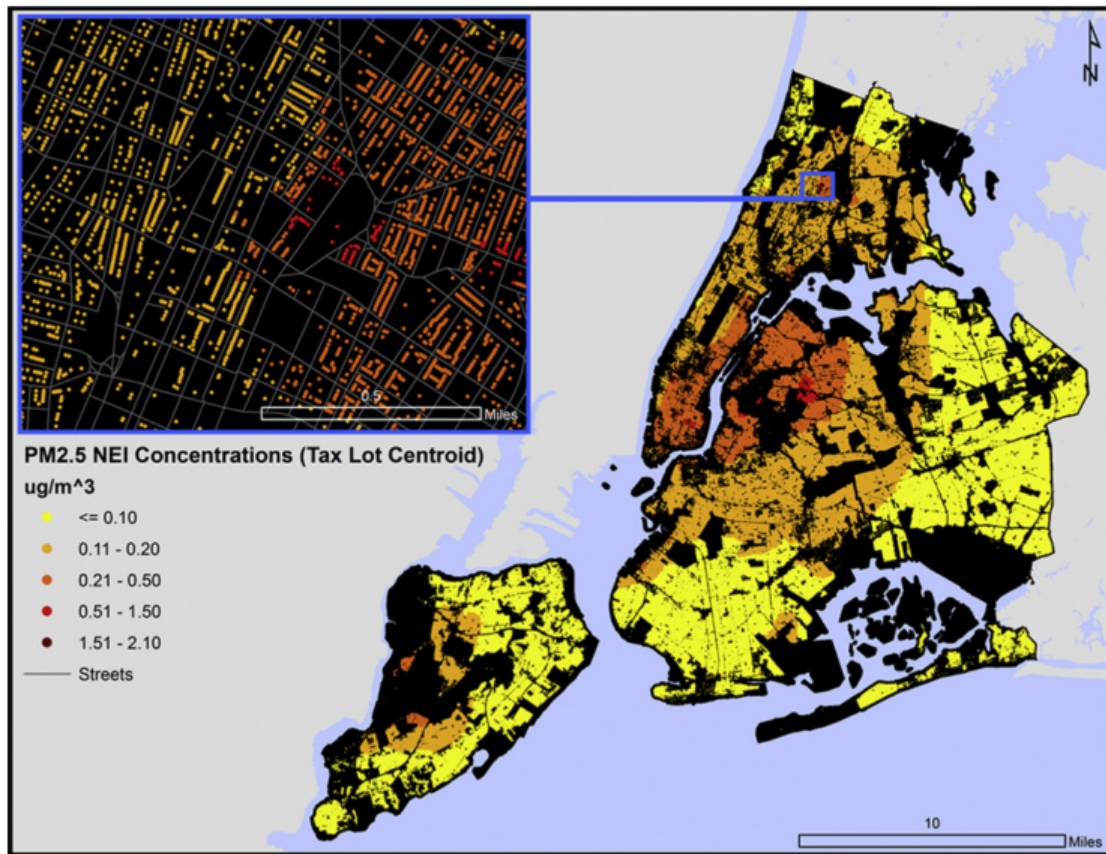 0.5
Miles
N
PM2.5 NEI Concentrations (Tax Lot Centroid)
ug/m^3
<= 0.10
0.11 - 0.20
0.21 - 0.50
0.51 - 1.50
1.51 - 2.10
Streets
10
Miles